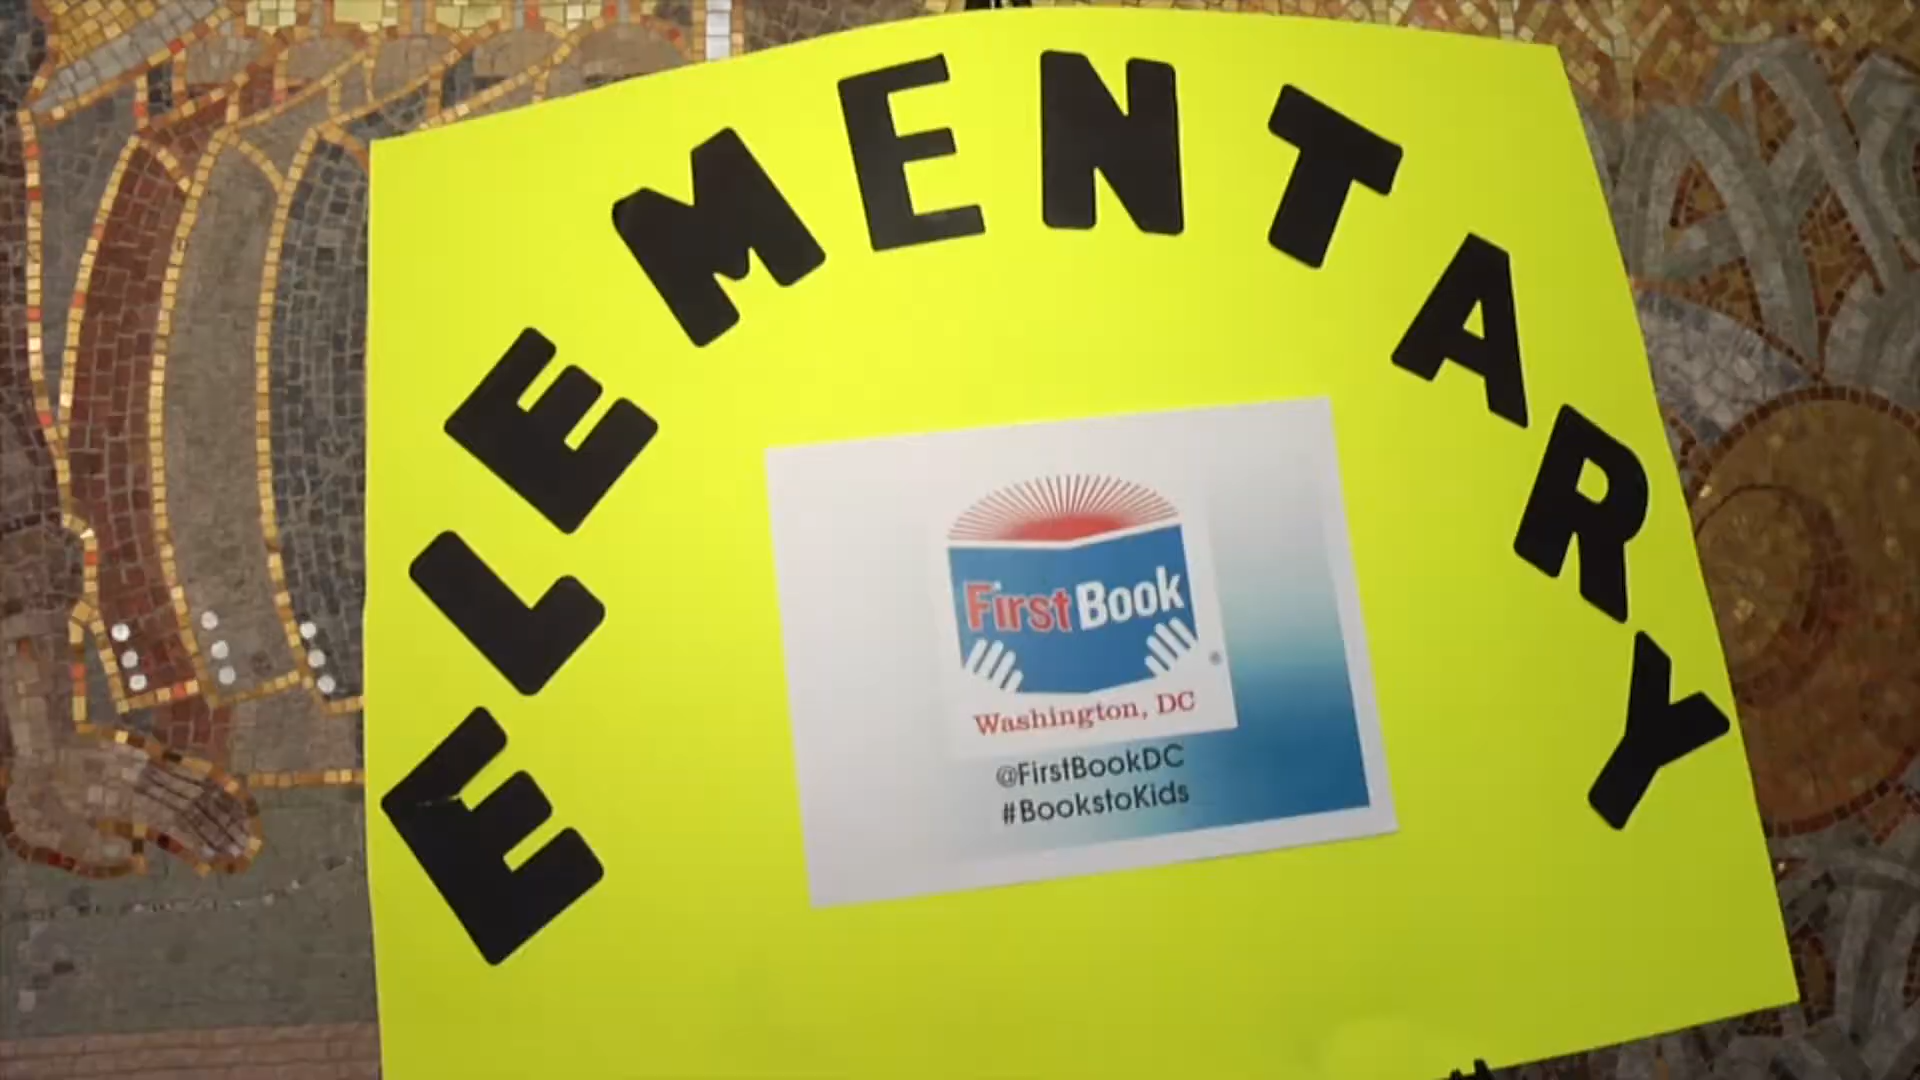 ELEMENTARY
First Book
Washington, DC
@FirstBookDC
#BookstoKids